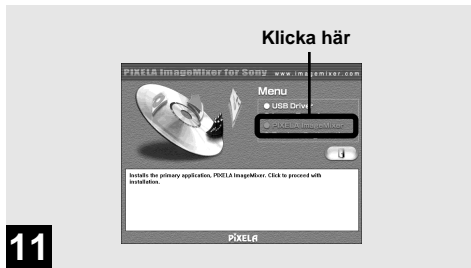 Klicka här
PIXELA ImageMixer for Sony www.imagemixer.com
Menu
USB Driver
PIXELA ImageMixer
Installs the primary application, PIXELA ImageMixer. Click to proceed with
installation.
PIXELA
11